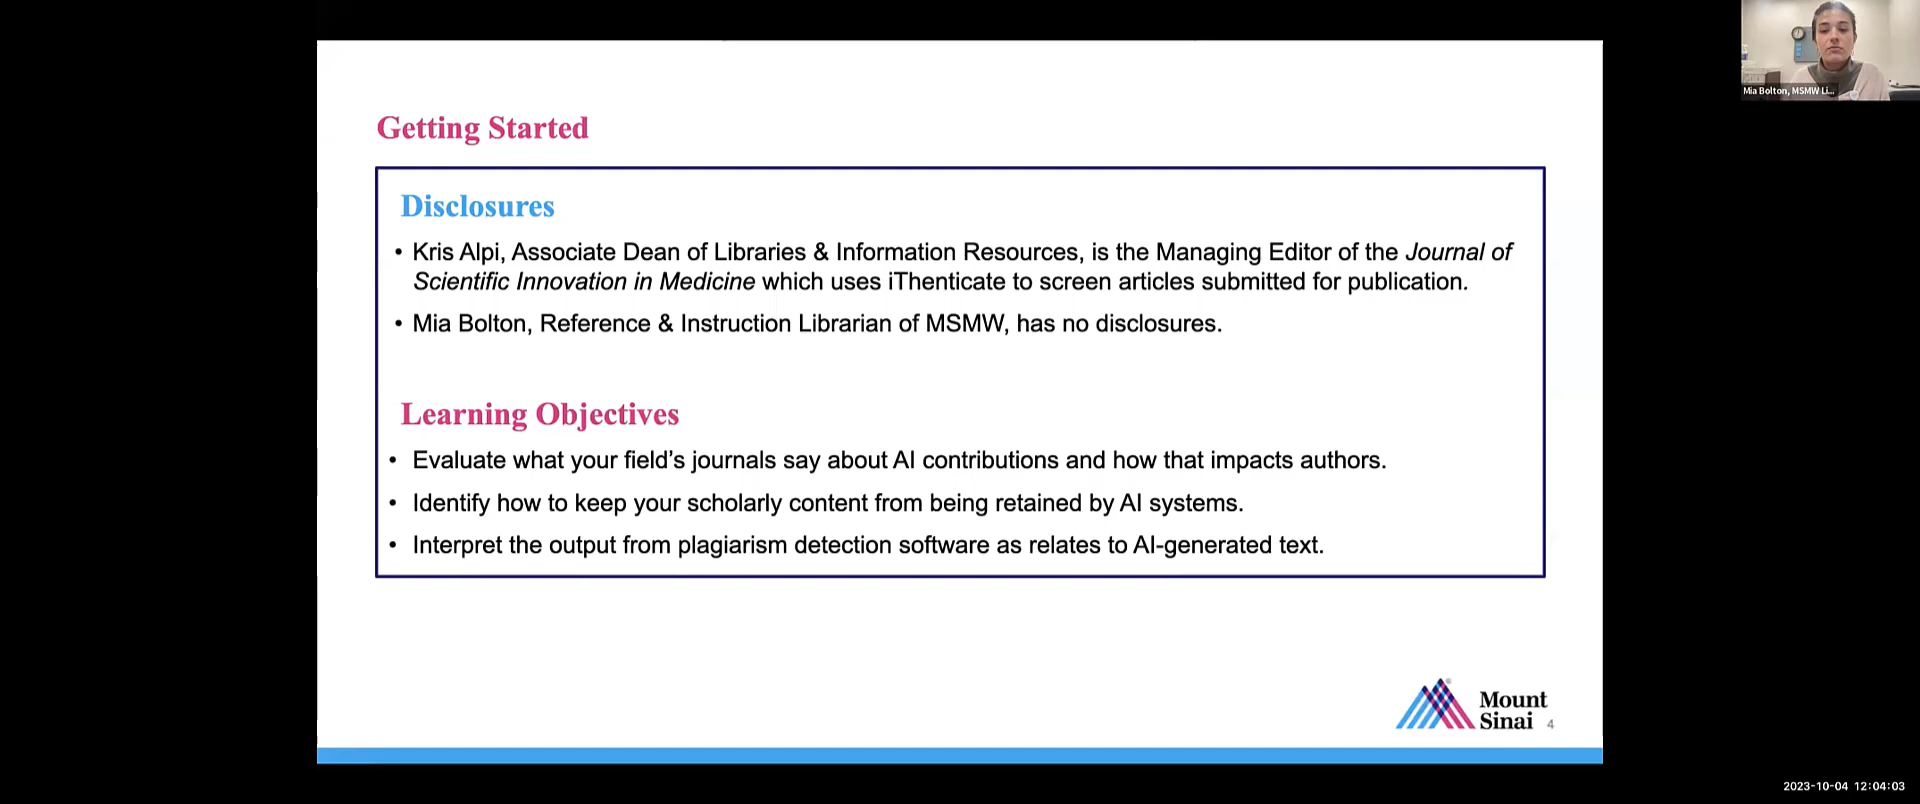 Getting Started
Disclosures
• Kris Alpi, Associate Dean of Libraries & Information Resources, is the Managing Editor of the Journal of
Scientific Innovation in Medicine which uses iThenticate to screen articles submitted for publication.
• Mia Bolton, Reference & Instruction Librarian of MSMW, has no disclosures.
Learning Objectives
• Evaluate what your field's journals say about AI contributions and how that impacts authors.
• Identify how to keep your scholarly content from being retained by AI systems.
• Interpret the output from plagiarism detection software as relates to AI-generated text.
Mount
Sinai
4
Mia Bolton, MSMW Li...
2023-10-04 12:04:03